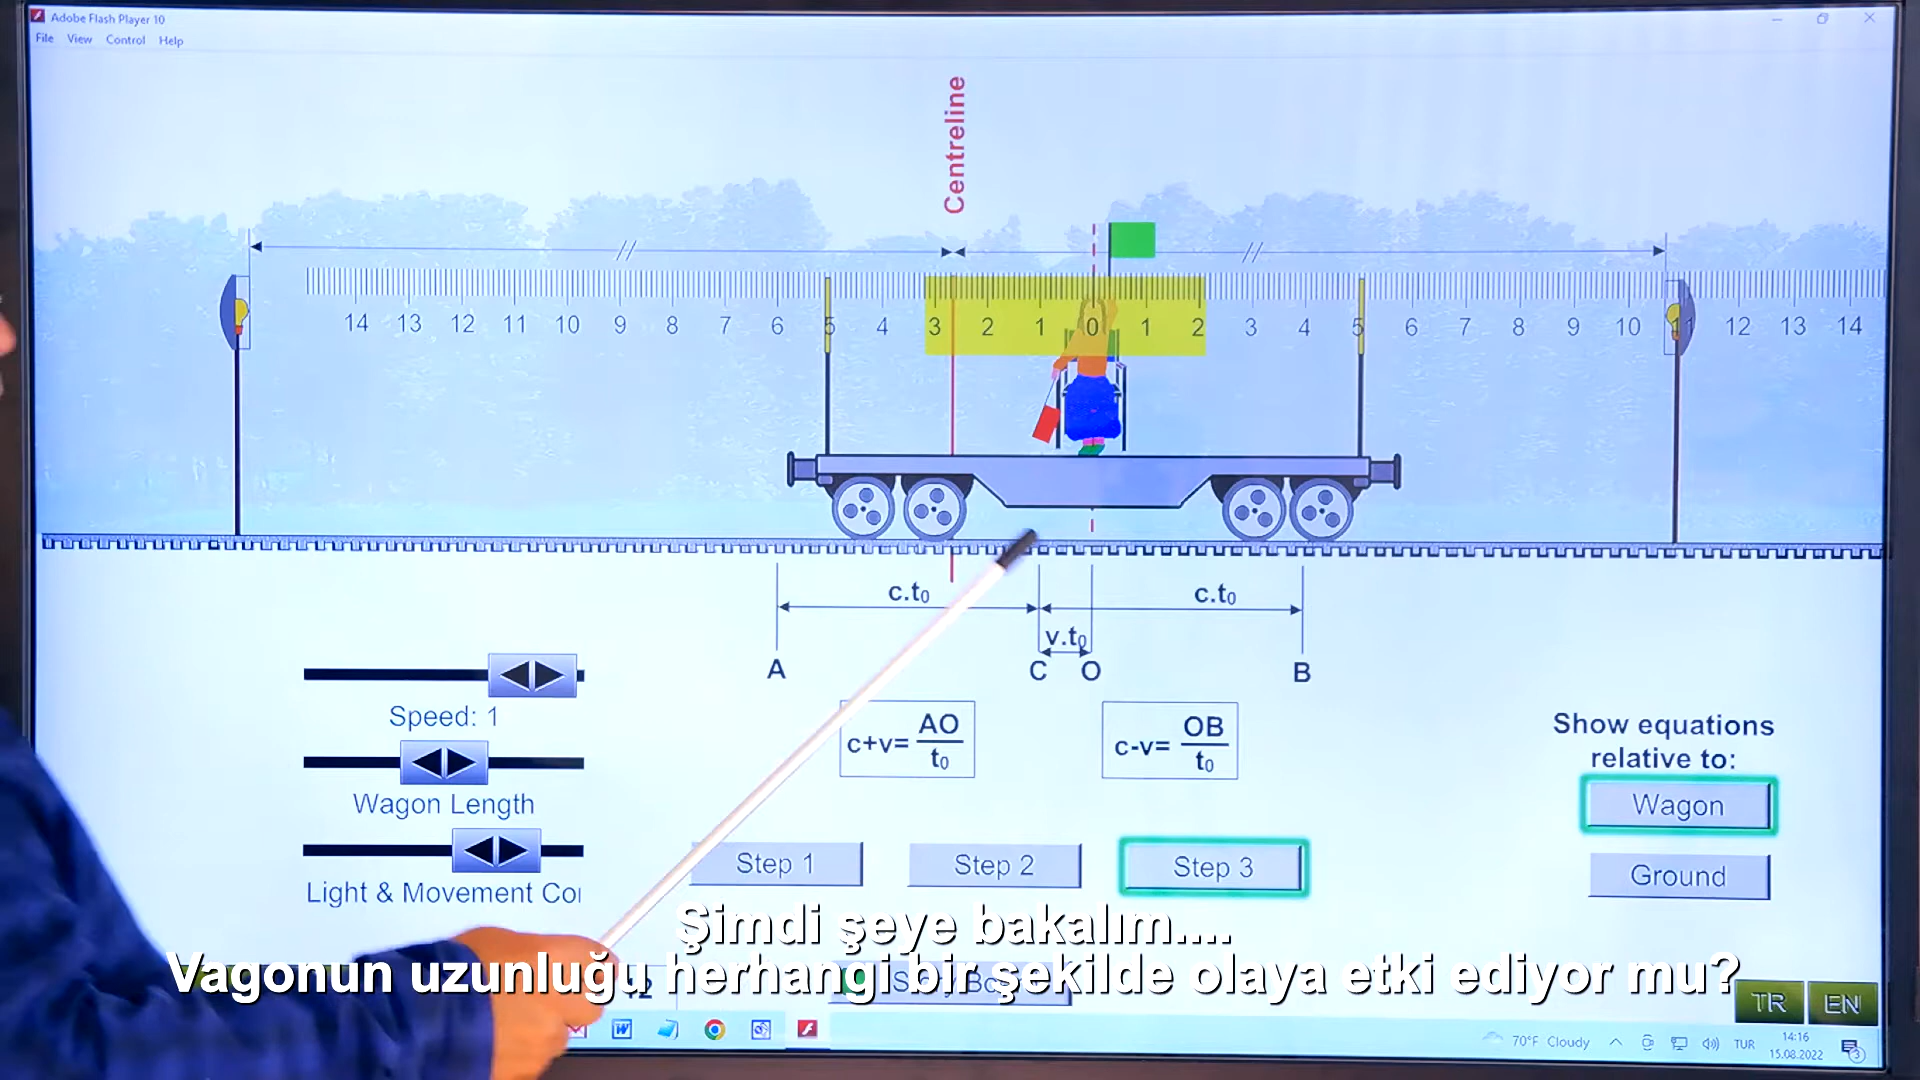 Adobe Flash Player 10
File View Control Help
Centreline
14 13 12 11 10 9 8 7 6 5 4 3 2 1 0 1 2 3 4 5 6 7 8 9 10 11 12 13 14
c.t0 c.t0
v.t0
A C O B
Speed: 1
Wagon Length
c+v= AO
t0
c-v= OB
t0
Show equations
relative to:
Wagon
Ground
Step 1 Step 2 Step 3
Light & Movement Co
Şimdi şeye bakalım....
Vagonun uzunluğu herhangi bir şekilde olaya etki ediyor mu?
TR EN
70°F Cloudy TUR 14:16
15.08.2022